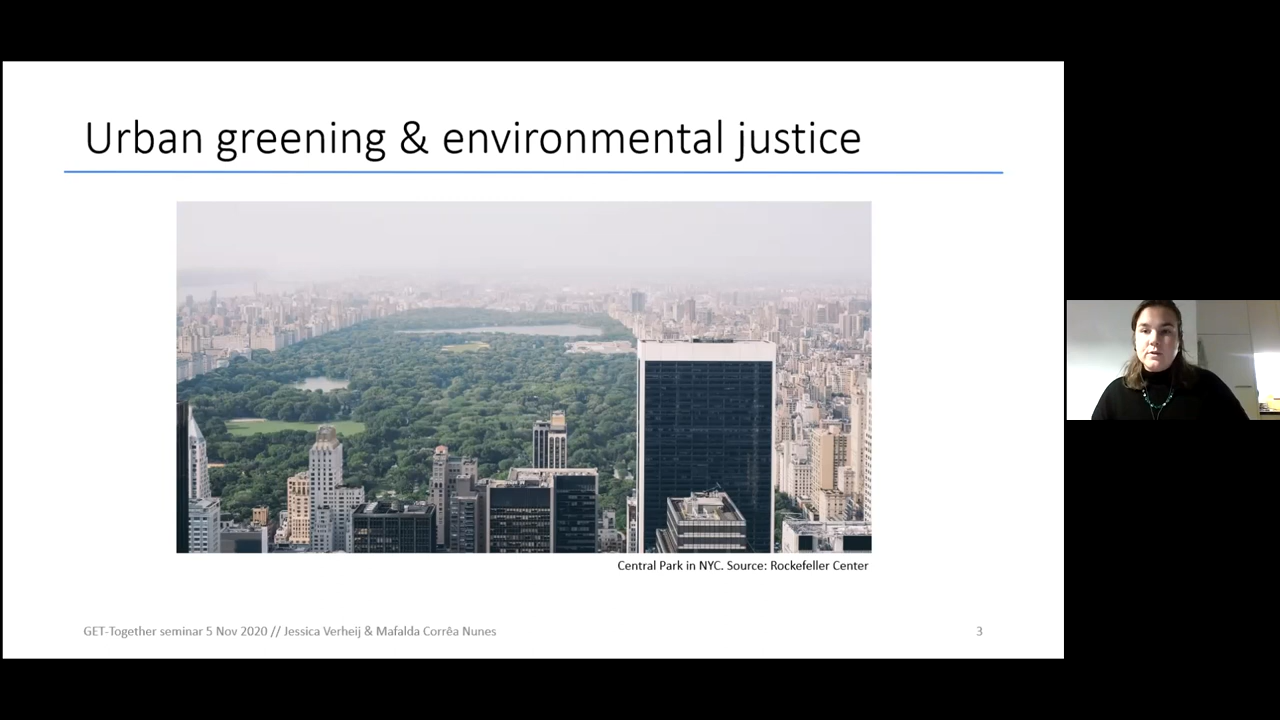 Urban greening & environmental justice
Central Park in NYC. Source: Rockefeller Center
GET-Together seminar 5 Nov 2020 // Jessica Verheij & Mafalda Corrêa Nunes
3